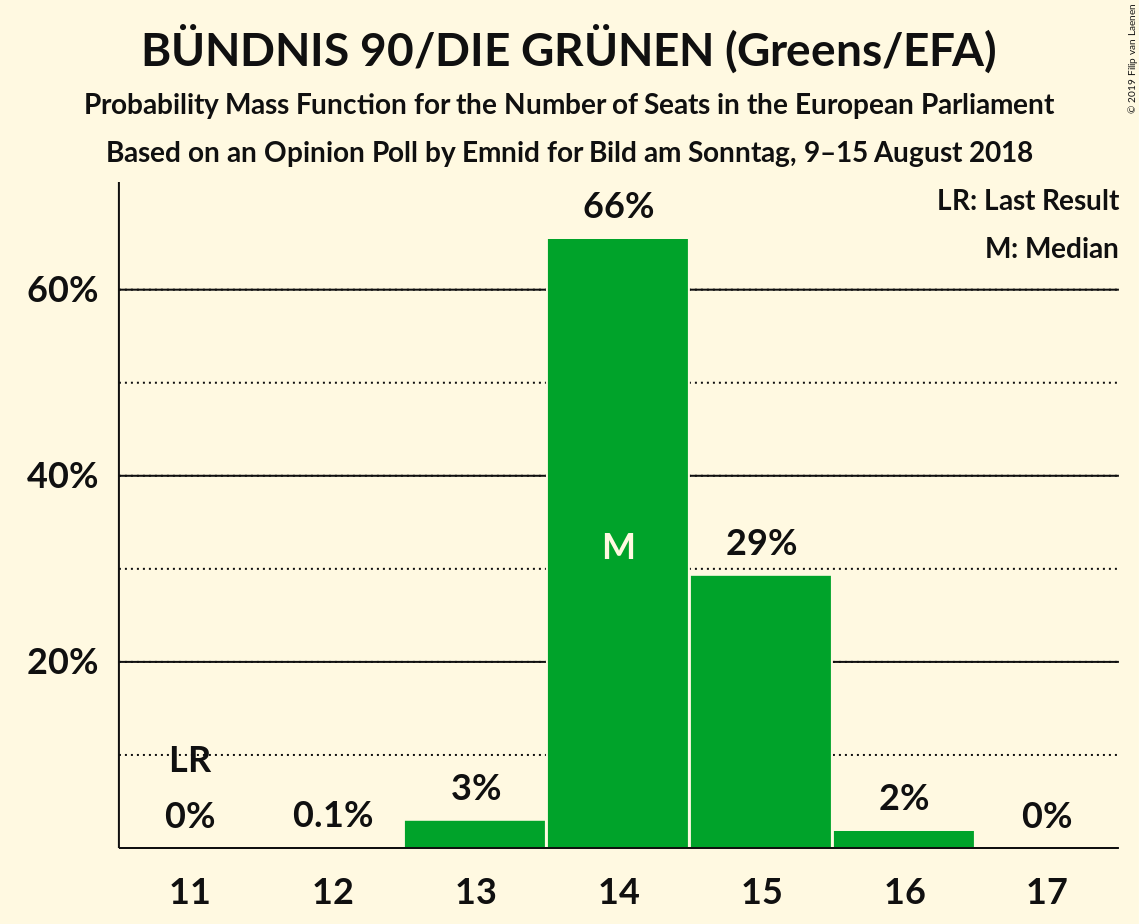 BÜNDNIS 90/DIE GRÜNEN (Greens/EFA)
Probability Mass Function for the Number of Seats in the European Parliament
Based on an Opinion Poll by Emnid for Bild am Sonntag, 9–15 August 2018
© 2019 Filip van Laenen
LR: Last Result
M: Median
66%
60%
40%
M
29%
20%
LR
0%
0.1%
3%
2%
0%
11 12 13 14 15 16 17